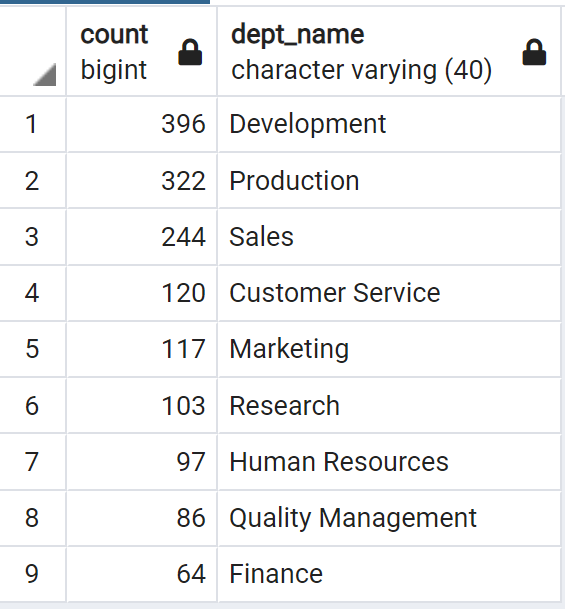 count dept_name
bigint character varying (40)
1 396 Development
2 322 Production
3 244 Sales
4 120 Customer Service
5 117 Marketing
6 103 Research
7 97 Human Resources
8 86 Quality Management
9 64 Finance